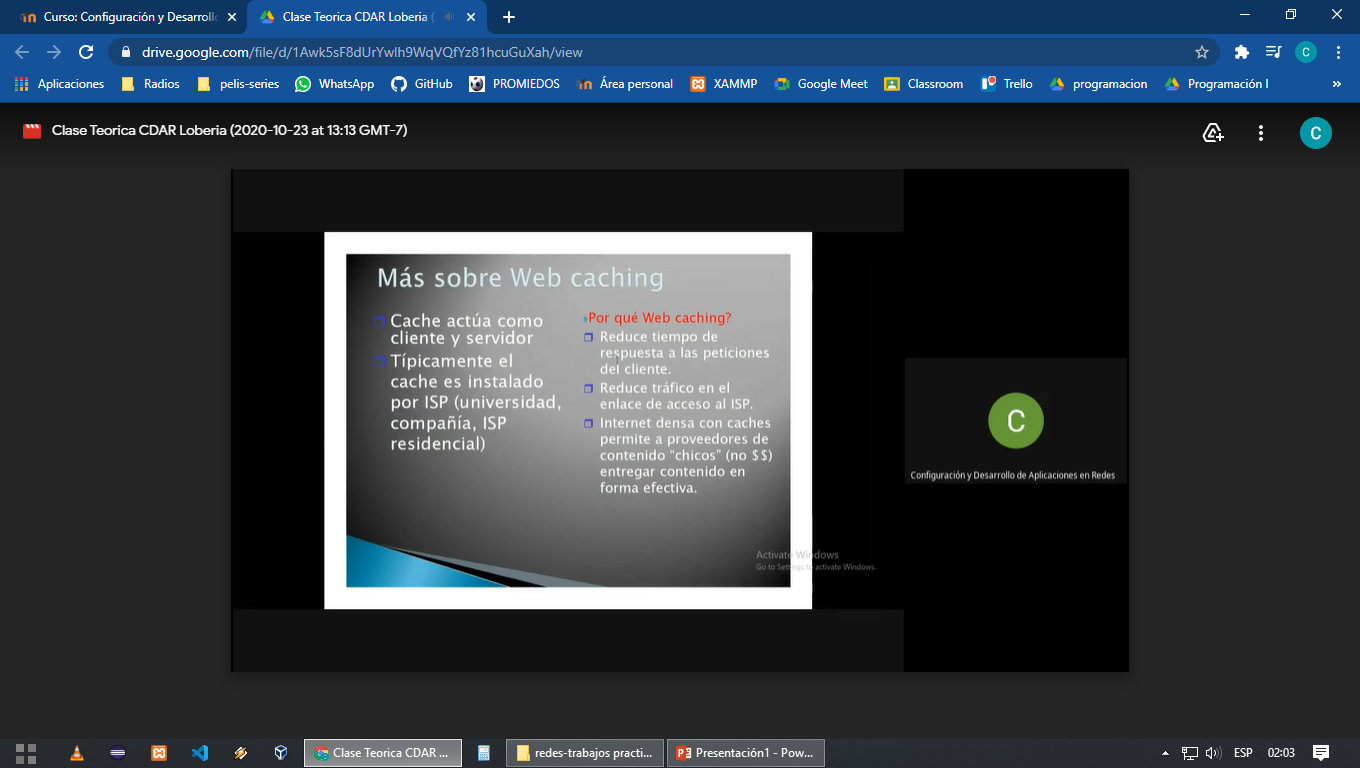 Curso: Configuración y Desarroll
Clase Teorica CDAR Loberia (
drive.google.com/file/d/1Awk5sF8dUrYwlh9WqVQfYz81hcuGuXah/view
Aplicaciones
Radios
pelis-series
WhatsApp
GitHub
PROMIEDOS
Área personal
XAMMP
Google Meet
Classroom
Trello
programacion
Programación I
»
Clase Teorica CDAR Loberia (2020-10-23 at 13:13 GMT-7)
C
Más sobre Web caching
Cache actúa como
cliente y servidor
Típicamente el
cache es instalado
por ISP (universidad,
compañía, ISP
residencial)
Por qué Web caching?
Reduce tiempo de
respuesta a las peticiones
del cliente.
Reduce tráfico en el
enlace de acceso al ISP.
Internet densa con caches
permite a proveedores de
contenido “chicos” (no $$)
entregar contenido en
forma efectiva.
Activate Windows
Go to Settings to activate Windows.
C
Configuración y Desarrollo de Aplicaciones en Redes
Clase Teorica CDAR ...
redes-trabajos practi...
Presentación1 - Pow...
ESP
02:03